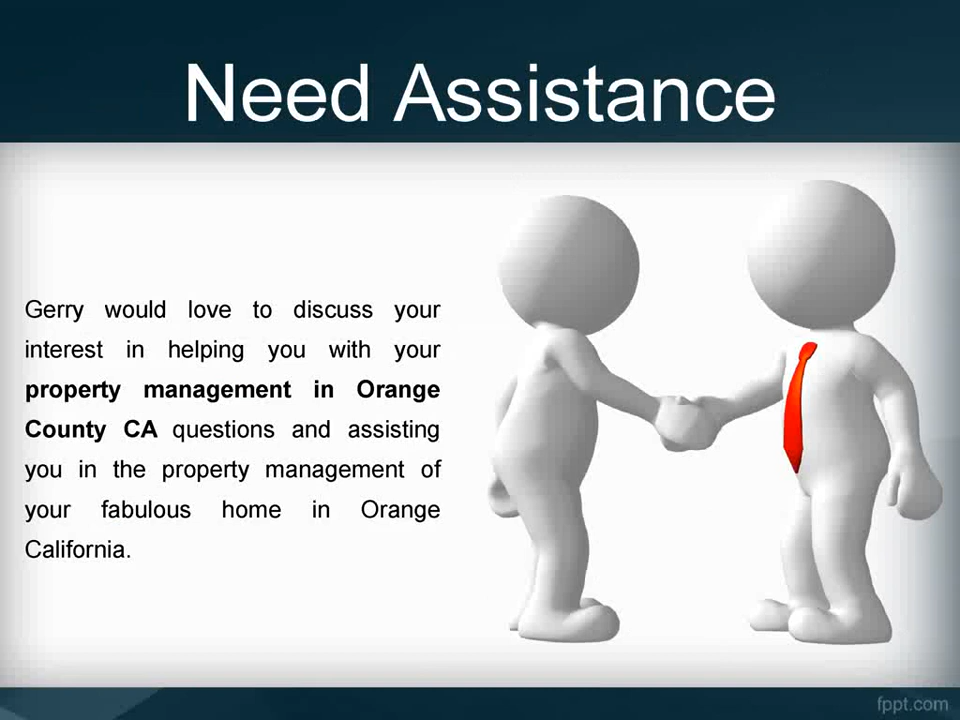 Need Assistance
Gerry would love to discuss your
interest in helping you with your
property management in Orange
County CA questions and assisting
you in the property management of
your fabulous home in Orange
California.
fppt.com